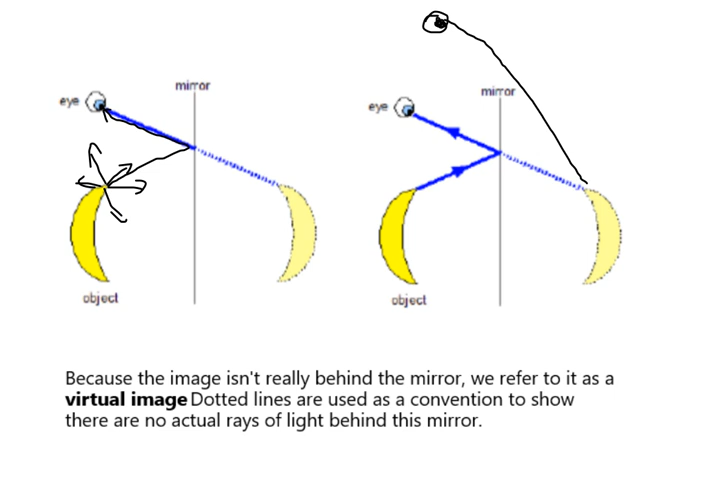 mirror
eye
object
mirror
eye
object
Because the image isn't really behind the mirror, we refer to it as a
virtual image Dotted lines are used as a convention to show
there are no actual rays of light behind this mirror.